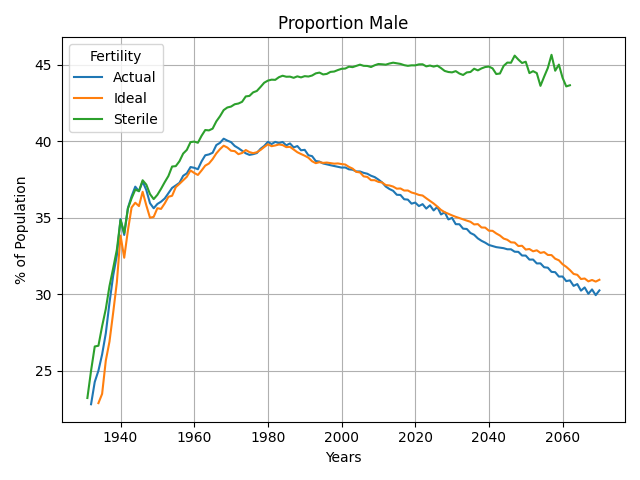 Proportion Male
Fertility
Actual
Ideal
Sterile
% of Population
45
40
35
30
25
1940 1960 1980 2000 2020 2040 2060
Years